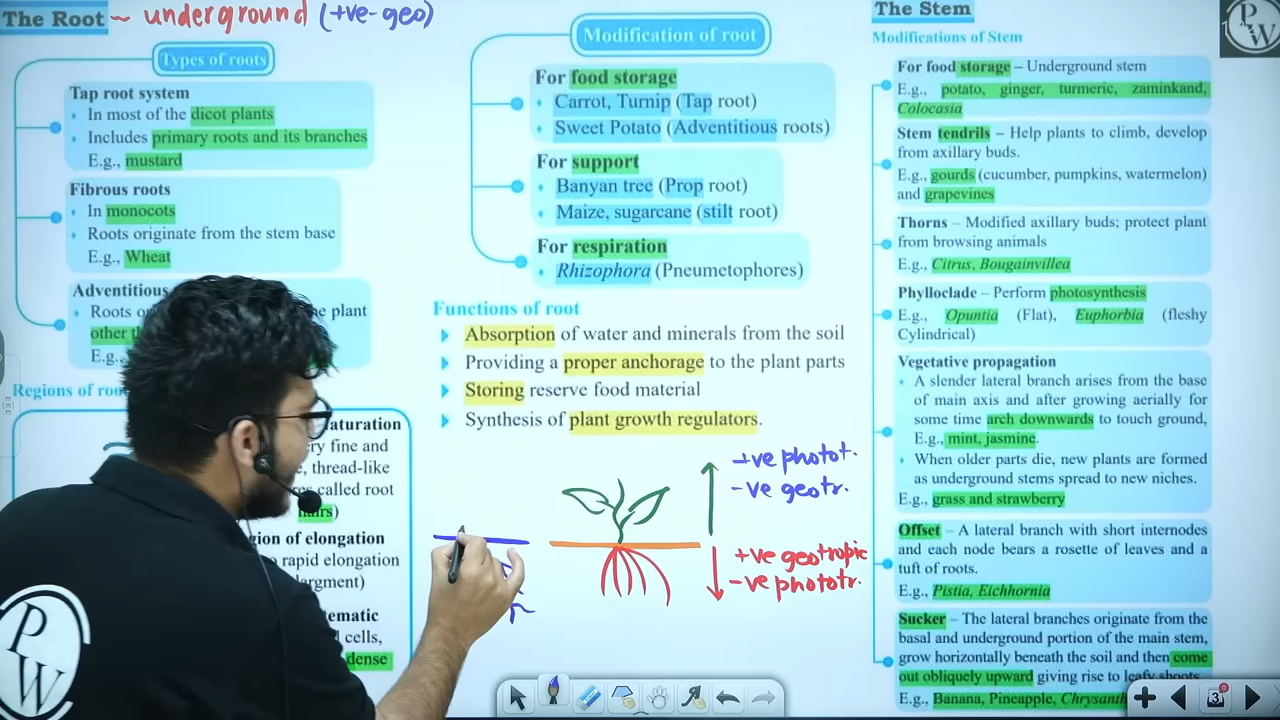 The Root ~ underground (+ve-geo)
Types of roots
Tap root system
In most of the dicot plants
Includes primary roots and its branches
E.g., mustard
Fibrous roots
In monocots
Roots originate from the stem base
E.g., Wheat
Adventitious
Roots plant
other
E.g.,
Regions of
very fine and
, thread-like
called root
hairs)
gion of elongation
rapid elongation
cells,
dense
Modification of root
For food storage
Carrot, Turnip (Tap root)
Sweet Potato (Adventitious roots)
For support
Banyan tree (Prop root)
Maize, sugarcane (stilt root)
For respiration
Rhizophora (Pneumetophores)
Functions of root
Absorption of water and minerals from the soil
Providing a proper anchorage to the plant parts
Storing reserve food material
Synthesis of plant growth regulators.
+ve photot.
-ve geotr.
+ve geotropic
-ve phototr.
The Stem
Modifications of Stem
For food storage – Underground stem
E.g., potato, ginger, turmeric, zaminkand,
Colocasia
Stem tendrils – Help plants to climb, develop
from axillary buds.
E.g., gourds (cucumber, pumpkins, watermelon)
and grapevines
Thorns – Modified axillary buds; protect plant
from browsing animals
E.g., Citrus, Bougainvillea
Phylloclade – Perform photosynthesis
E.g., Opuntia (Flat), Euphorbia (fleshy
Cylindrical)
Vegetative propagation
A slender lateral branch arises from the base
of main axis and after growing aerially for
some time arch downwards to touch ground,
E.g., mint, jasmine.
When older parts die, new plants are formed
as underground stems spread to new niches.
E.g., grass and strawberry
Offset – A lateral branch with short internodes
and each node bears a rosette of leaves and a
tuft of roots.
E.g., Pistia, Eichhornia
Sucker – The lateral branches originate from the
basal and underground portion of the main stem,
grow horizontally beneath the soil and then come
out obliquely upward giving rise to leafy shoots.
E.g., Banana, Pineapple, Chrysanth
3
PW
PW